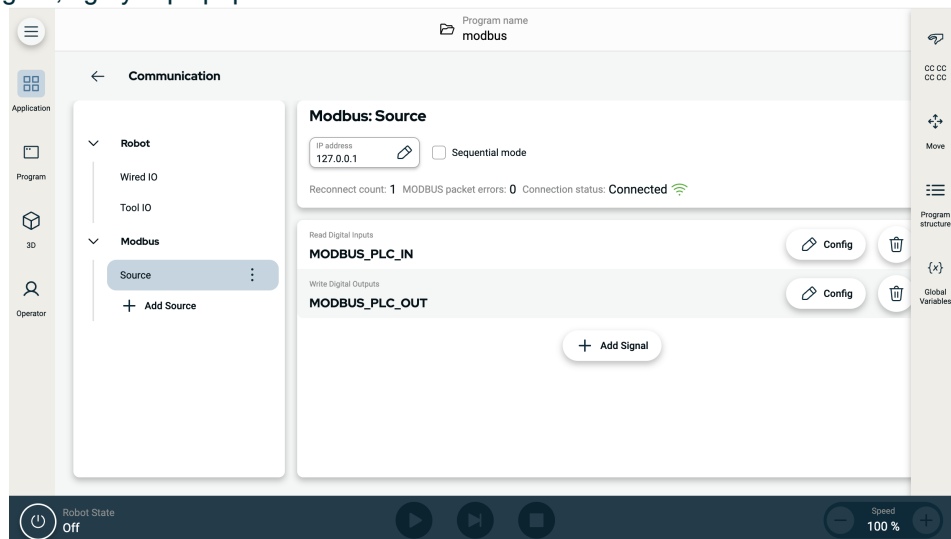 Program name
modbus
CC CC
CC CC
Communication
Application
Robot
Wired IO
Tool IO
Modbus
Source
Add Source
Modbus: Source
IP address
127.0.0.1
Sequential mode
Reconnect count: 1 MODBUS packet errors: 0 Connection status: Connected
Read Digital Inputs
MODBUS_PLC_IN
Config
Write Digital Outputs
MODBUS_PLC_OUT
Config
Add Signal
Program
3D
Operator
Move
Program
structure
{x}
Global
Variables
Robot State
Off
Speed
100 %